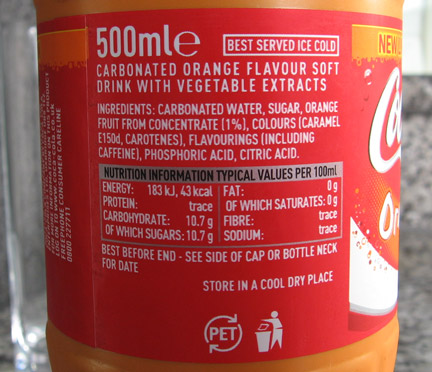 500ml℮
BEST SERVED ICE COLD
CARBONATED ORANGE FLAVOUR SOFT
DRINK WITH VEGETABLE EXTRACTS
INGREDIENTS: CARBONATED WATER, SUGAR, ORANGE
FRUIT FROM CONCENTRATE (1%), COLOURS (CARAMEL
E150d, CAROTENES), FLAVOURINGS (INCLUDING
CAFFEINE), PHOSPHORIC ACID, CITRIC ACID.
NUTRITION INFORMATION TYPICAL VALUES PER 100ml
ENERGY: 183 kJ, 43 kcal
PROTEIN: trace
CARBOHYDRATE: 10.7 g
OF WHICH SUGARS: 10.7 g
FAT: 0 g
OF WHICH SATURATES: 0 g
FIBRE: trace
SODIUM: trace
BEST BEFORE END - SEE SIDE OF CAP OR BOTTLE NECK
FOR DATE
STORE IN A COOL DRY PLACE
PET
NEW
Or
FREEPHONE CONSUMER CARELINE
0800 227711